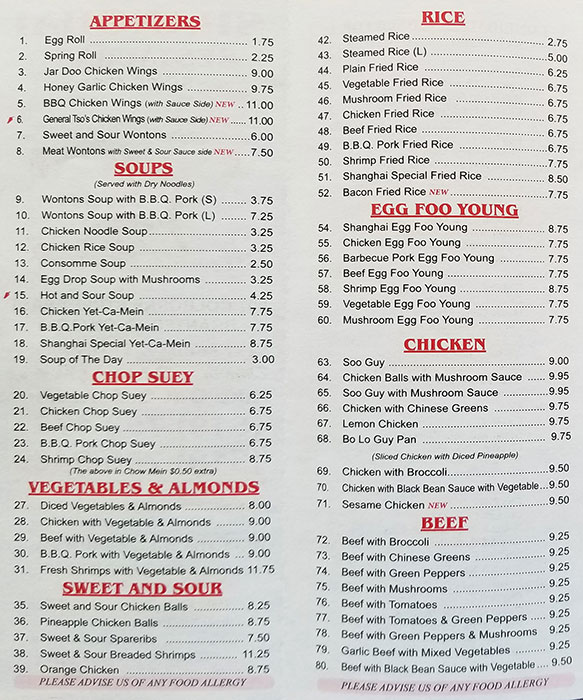 APPETIZERS
1. Egg Roll 1.75
2. Spring Roll 2.25
3. Jar Doo Chicken Wings 9.00
4. Honey Garlic Chicken Wings 9.75
5. BBQ Chicken Wings (with Sauce Side) NEW .. 11.00
6. General Tso's Chicken Wings (with Sauce Side) NEW ..... 11.00
7. Sweet and Sour Wontons 6.00
8. Meat Wontons with Sweet & Sour Sauce side NEW ..... 7.50
SOUPS
(Served with Dry Noodles)
9. Wontons Soup with B.B.Q. Pork (S) ....... 3.75
10. Wontons Soup with B.B.Q. Pork (L) ....... 7.25
11. Chicken Noodle Soup 3.25
12. Chicken Rice Soup 3.25
13. Consomme Soup 2.50
14. Egg Drop Soup with Mushrooms 3.25
15. Hot and Sour Soup 4.25
16. Chicken Yet-Ca-Mein 7.75
17. B.B.Q.Pork Yet-Ca-Mein 7.75
18. Shanghai Special Yet-Ca-Mein 8.75
19. Soup of The Day 3.00
CHOP SUEY
20. Vegetable Chop Suey 6.25
21. Chicken Chop Suey 6.75
22. Beef Chop Suey 6.75
23. B.B.Q. Pork Chop Suey 6.75
24. Shrimp Chop Suey 8.75
(The above in Chow Mein $0.50 extra)
VEGETABLES & ALMONDS
27. Diced Vegetables & Almonds 8.00
28. Chicken with Vegetable & Almonds 9.00
29. Beef with Vegetable & Almonds 9.00
30. B.B.Q. Pork with Vegetable & Almonds ... 9.00
31. Fresh Shrimps with Vegetable & Almonds 11.75
SWEET AND SOUR
35. Sweet and Sour Chicken Balls 8.25
36. Pineapple Chicken Balls 8.75
37. Sweet & Sour Spareribs 7.50
38. Sweet & Sour Breaded Shrimps 11.25
39. Orange Chicken 8.75
PLEASE ADVISE US OF ANY FOOD ALLERGY
RICE
42. Steamed Rice 2.75
43. Steamed Rice (L) 5.00
44. Plain Fried Rice 6.25
45. Vegetable Fried Rice 6.75
46. Mushroom Fried Rice 6.75
47. Chicken Fried Rice 6.75
48. Beef Fried Rice 6.75
49. B.B.Q. Pork Fried Rice 6.75
50. Shrimp Fried Rice 7.75
51. Shanghai Special Fried Rice 8.50
52. Bacon Fried Rice NEW 7.75
EGG FOO YOUNG
54. Shanghai Egg Foo Young 8.75
55. Chicken Egg Foo Young 7.75
56. Barbecue Pork Egg Foo Young 7.75
57. Beef Egg Foo Young 7.75
58. Shrimp Egg Foo Young 8.75
59. Vegetable Egg Foo Young 7.75
60. Mushroom Egg Foo Young 7.75
CHICKEN
63. Soo Guy 9.00
64. Chicken Balls with Mushroom Sauce ..... 9.95
65. Soo Guy with Mushroom Sauce 9.95
66. Chicken with Chinese Greens 9.75
67. Lemon Chicken 9.75
68. Bo Lo Guy Pan 9.75
(Sliced Chicken with Diced Pineapple)
69. Chicken with Broccoli 9.50
70. Chicken with Black Bean Sauce with Vegetable...9.50
71. Sesame Chicken NEW 9.50
BEEF
72. Beef with Broccoli 9.25
73. Beef with Chinese Greens 9.25
74. Beef with Green Peppers 9.25
75. Beef with Mushrooms 9.25
76. Beef with Tomatoes 9.25
77. Beef with Tomatoes & Green Peppers 9.25
78. Beef with Green Peppers & Mushrooms 9.25
79. Garlic Beef with Mixed Vegetables 9.25
80. Beef with Black Bean Sauce with Vegetable .... 9.50
PLEASE ADVISE US OF ANY FOOD ALLERGY